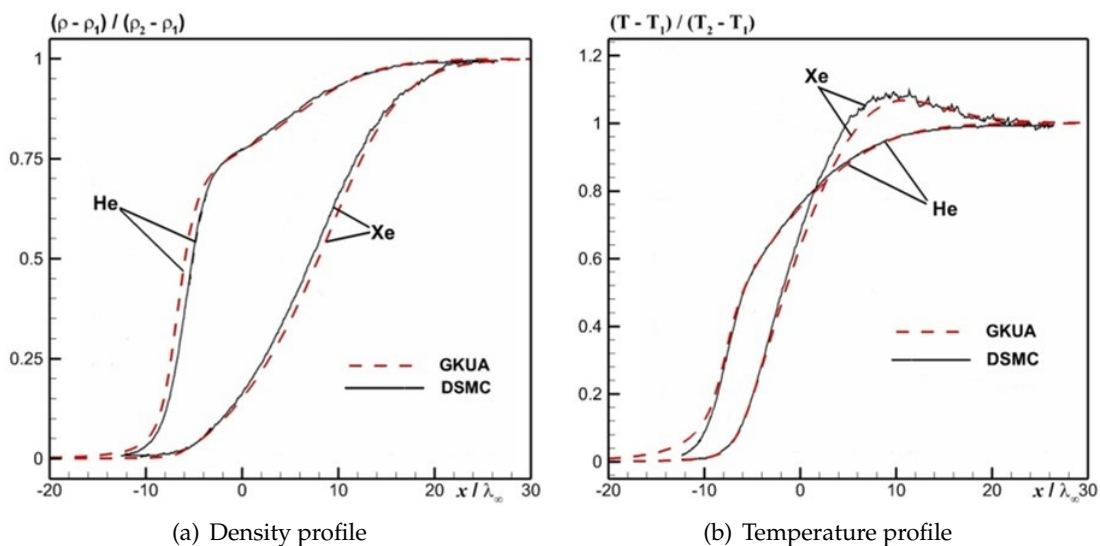 (ρ - ρ₁) / (ρ₂ - ρ₁)
1
0.75
0.5
0.25
0
He
Xe
GKUA
DSMC
-20 -10 0 10 20 30
x / λ∞
(a) Density profile
(T - T₁) / (T₂ - T₁)
1.2
1
0.8
0.6
0.4
0.2
0
Xe
He
GKUA
DSMC
-20 -10 0 10 20 30
x / λ∞
(b) Temperature profile